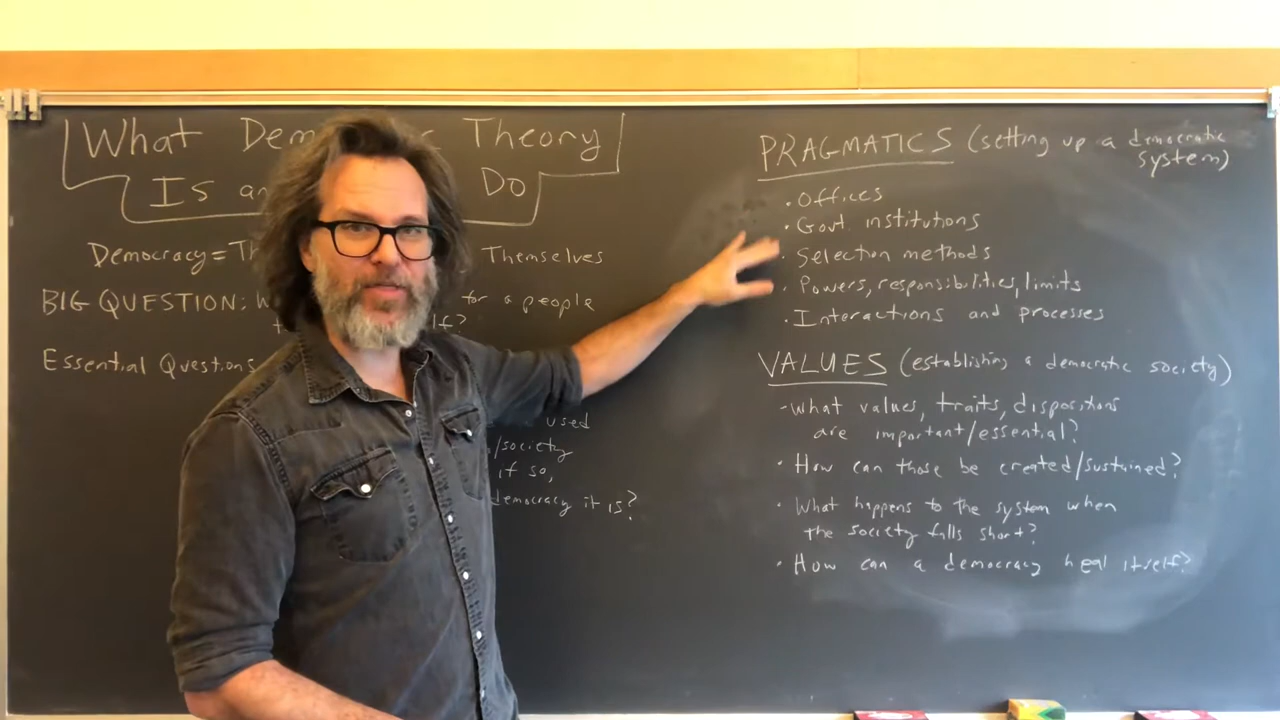 What Dem c Theory
Is an Do
Democracy = Th Themselves
BIG QUESTION: W for a people
t lf?
Essential Questions
used
/society
if so,
democracy it is?
PRAGMATICS (setting up a democratic
system)
• Offices
• Govt. institutions
• Selection methods
• Powers, responsibilities, limits
• Interactions and processes
VALUES (establishing a democratic society)
- What values, traits, dispositions
are important/essential?
• How can those be created/sustained?
• What happens to the system when
the society falls short?
• How can a democracy heal itself?